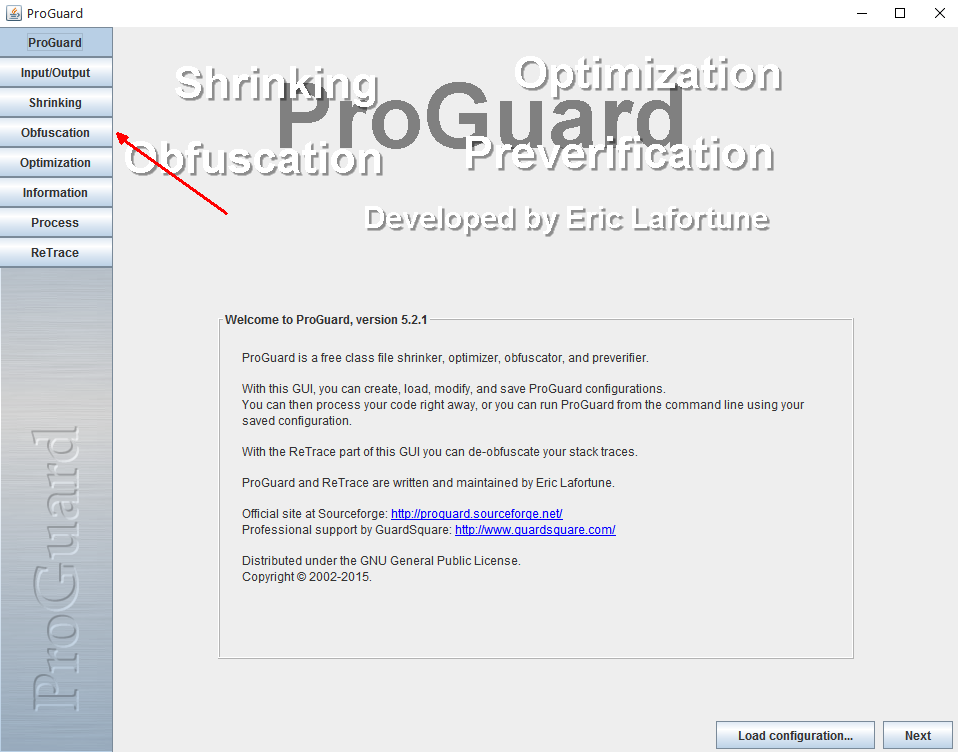 ProGuard
ProGuard
Input/Output
Shrinking
Obfuscation
Optimization
Information
Process
ReTrace
ProGuard
Shrinking
Optimization
ProGuard
Obfuscation
Preverification
Developed by Eric Lafortune
Welcome to ProGuard, version 5.2.1
ProGuard is a free class file shrinker, optimizer, obfuscator, and preverifier.
With this GUI, you can create, load, modify, and save ProGuard configurations.
You can then process your code right away, or you can run ProGuard from the command line using your
saved configuration.
With the ReTrace part of this GUI you can de-obfuscate your stack traces.
ProGuard and ReTrace are written and maintained by Eric Lafortune.
Official site at Sourceforge: http://proguard.sourceforge.net/
Professional support by GuardSquare: http://www.guardsquare.com/
Distributed under the GNU General Public License.
Copyright © 2002-2015.
Load configuration...
Next